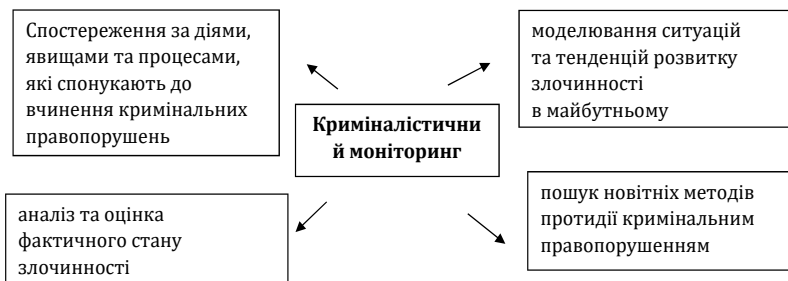 Спостереження за діями,
явищами та процесами,
які спонукають до
вчинення кримінальних
правопорушень
моделювання ситуацій
та тенденцій розвитку
злочинності
в майбутньому
Криміналістични
й моніторинг
аналіз та оцінка
фактичного стану
злочинності
пошук новітніх методів
протидії кримінальним
правопорушенням